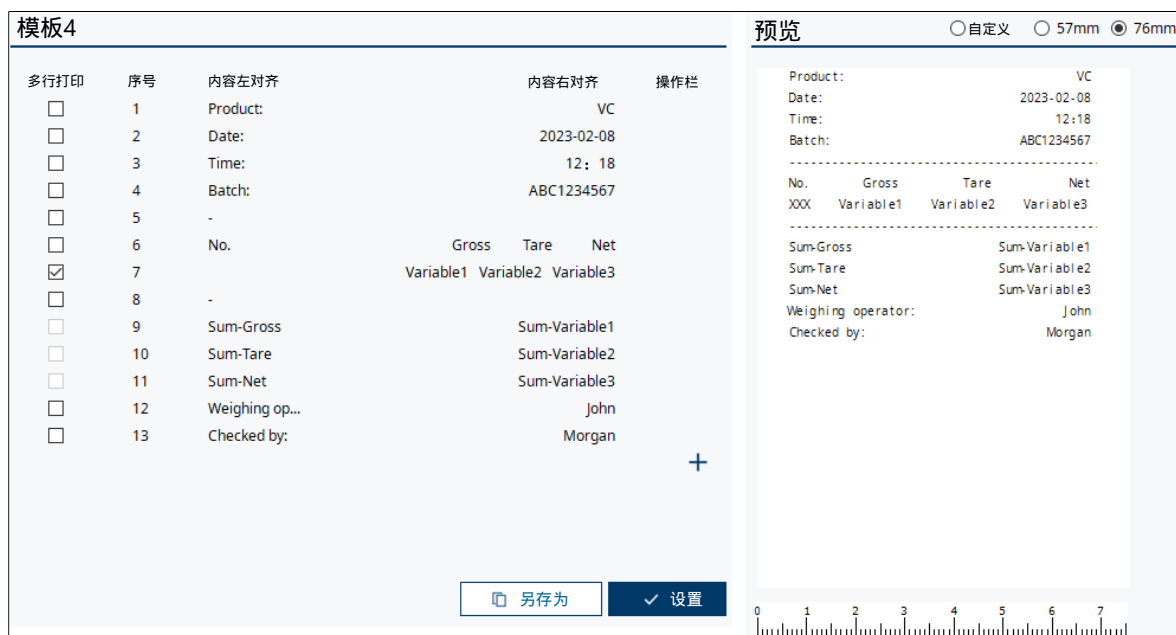 模板4
多行打印 序号 内容左对齐 内容右对齐 操作栏
1 Product: VC
2 Date: 2023-02-08
3 Time: 12：18
4 Batch: ABC1234567
5 -
6 No. Gross Tare Net
7 Variable1 Variable2 Variable3
8 -
9 Sum-Gross Sum-Variable1
10 Sum-Tare Sum-Variable2
11 Sum-Net Sum-Variable3
12 Weighing op... John
13 Checked by: Morgan
+
另存为 设置
预览 自定义 57mm 76mm
Product: VC
Date: 2023-02-08
Time: 12:18
Batch: ABC1234567
No. Gross Tare Net
XXX Variable1 Variable2 Variable3
Sum-Gross Sum-Variable1
Sum-Tare Sum-Variable2
Sum-Net Sum-Variable3
Weighing operator: John
Checked by: Morgan
0 1 2 3 4 5 6 7